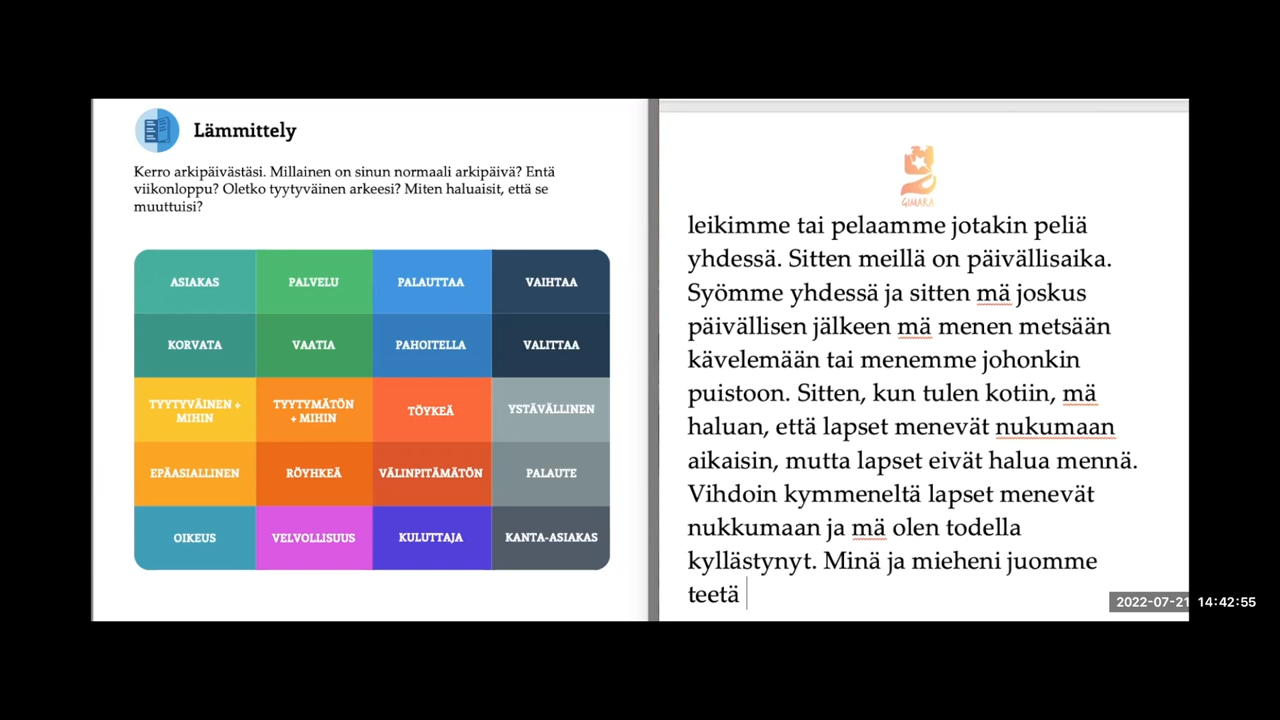 Lämmittely
Kerro arkipäivästäsi. Millainen on sinun normaali arkipäivä? Entä
viikonloppu? Oletko tyytyväinen arkeesi? Miten haluaisit, että se
muuttuisi?
ASIAKAS PALVELU PALAUTTAA VAIHTAA
KORVATA VAATIA PAHOITELLA VALITTAA
TYYTYVÄINEN +
MIHIN
TYYTYMÄTÖN
+ MIHIN
TÖYKEÄ YSTÄVÄLLINEN
EPÄASIALLINEN RÖYHKEÄ VÄLINPITÄMÄTÖN PALAUTE
OIKEUS VELVOLLISUUS KULUTTAJA KANTA-ASIAKAS
GIMARA
leikimme tai pelaamme jotakin peliä
yhdessä. Sitten meillä on päivällisaika.
Syömme yhdessä ja sitten mä joskus
päivällisen jälkeen mä menen metsään
kävelemään tai menemme johonkin
puistoon. Sitten, kun tulen kotiin, mä
haluan, että lapset menevät nukumaan
aikaisin, mutta lapset eivät halua mennä.
Vihdoin kymmeneltä lapset menevät
nukkumaan ja mä olen todella
kyllästynyt. Minä ja mieheni juomme
teetä
2022-07-21 14:42:55